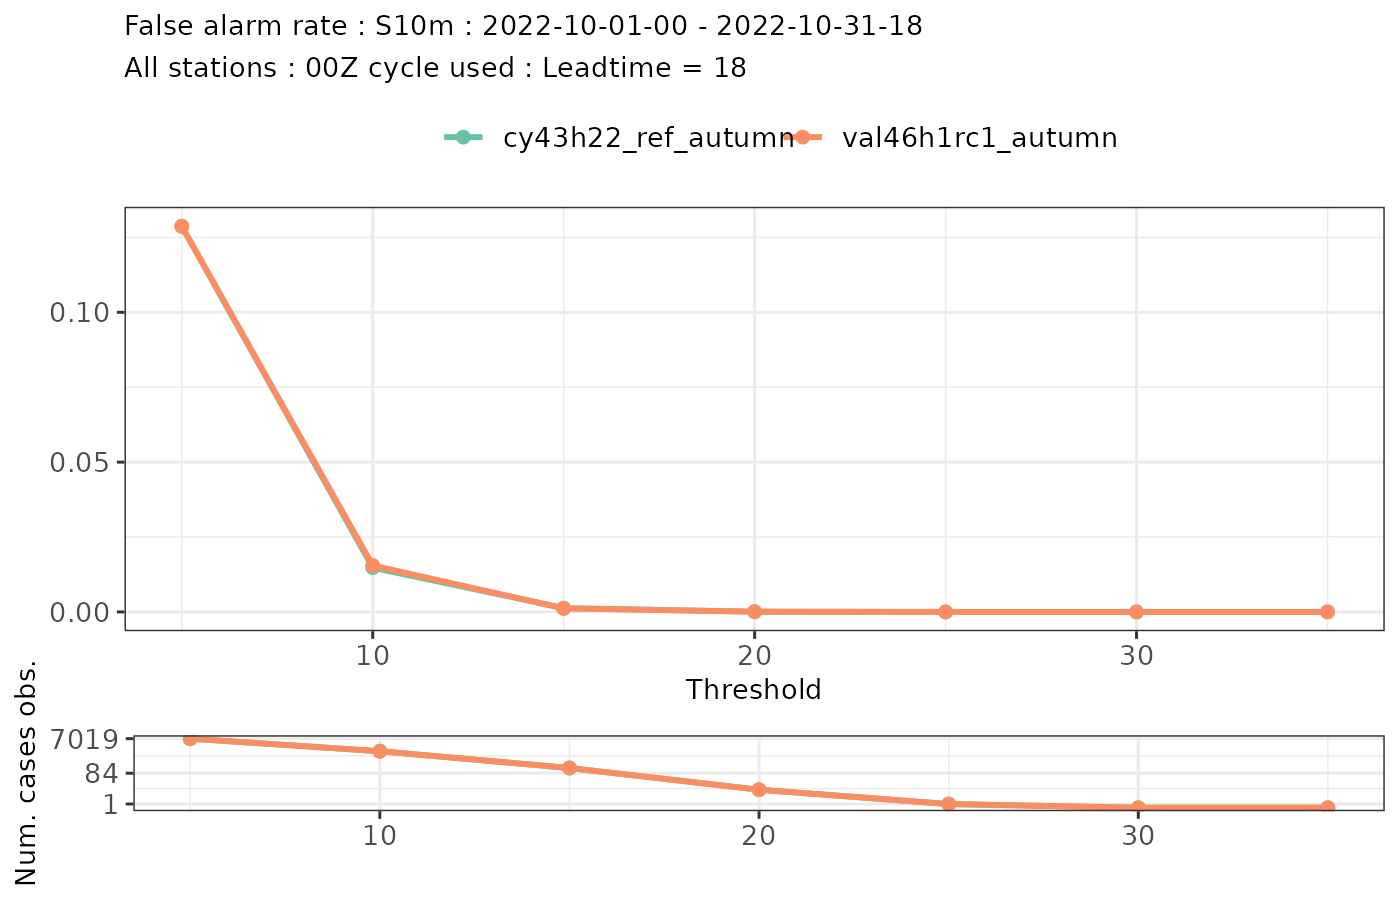 False alarm rate : S10m : 2022-10-01-00 - 2022-10-31-18
All stations : 00Z cycle used : Leadtime = 18
cy43h22_ref_autumn val46h1rc1_autumn
0.10
0.05
0.00
10 20 30
Threshold
Num. cases obs.
7019
84
1
10 20 30